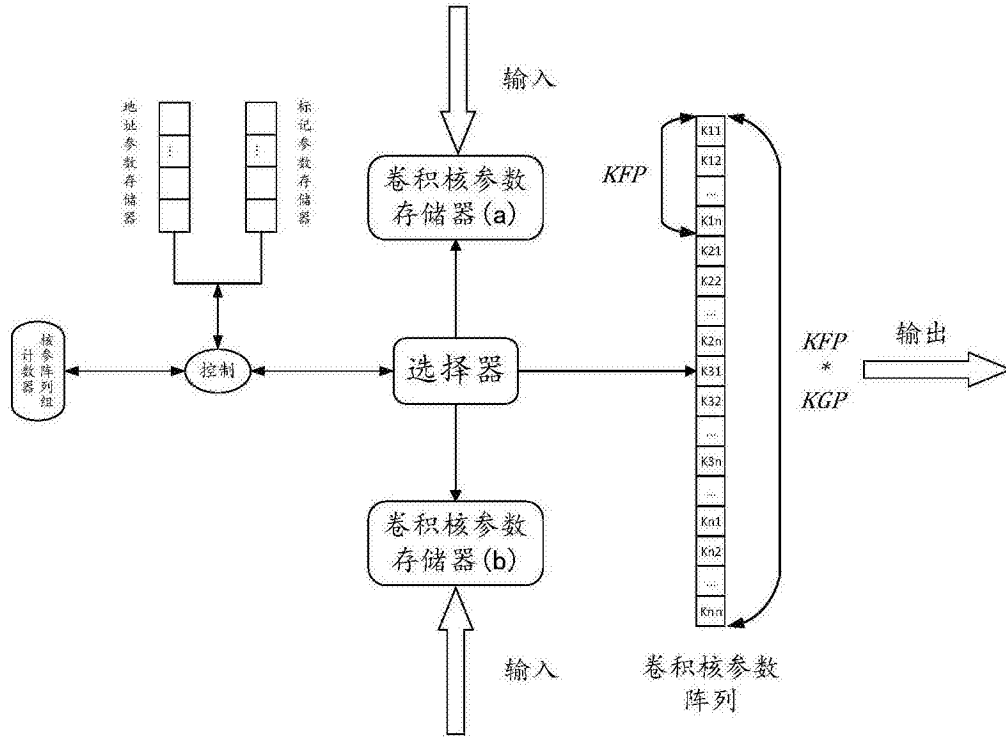 输入
地址参数存储器
⋮
标记参数存储器
⋮
卷积核参数
存储器(a)
KFP
K11
K12
...
K1n
K21
K22
...
K2n
K31
K32
...
K3n
...
Kn1
Kn2
...
Knn
核参阵列组
计数器
控制
选择器
KFP
*
KGP
输出
卷积核参数
存储器(b)
输入
卷积核参数
阵列